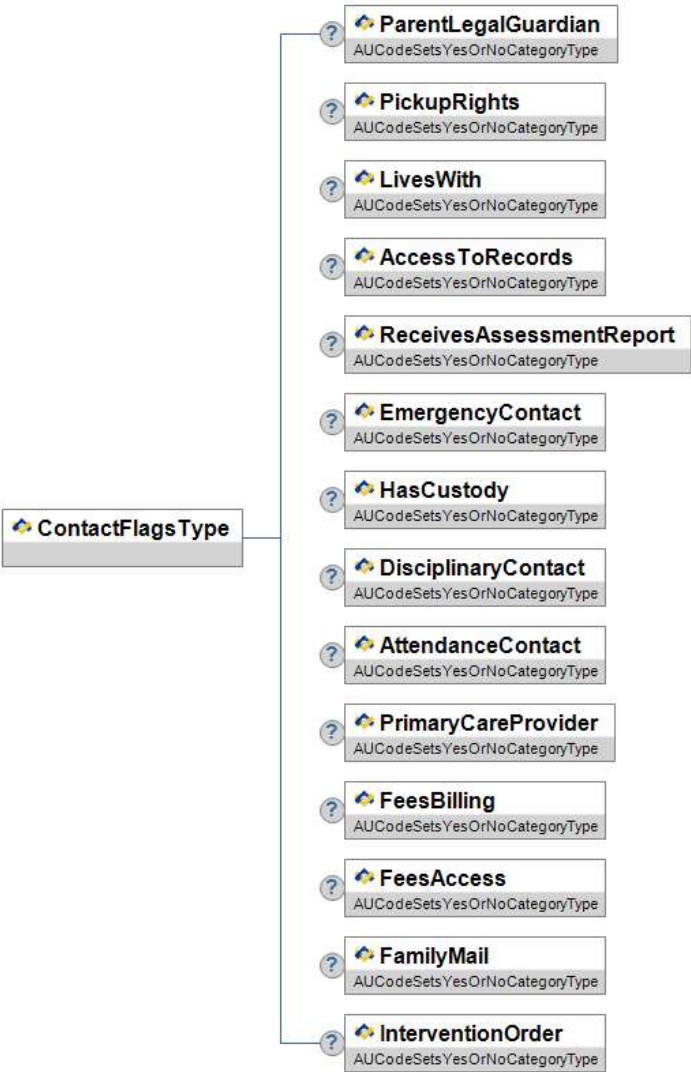 ? ParentLegalGuardian
AUCodeSetsYesOrNoCategoryType
? PickupRights
AUCodeSetsYesOrNoCategoryType
? LivesWith
AUCodeSetsYesOrNoCategoryType
? AccessToRecords
AUCodeSetsYesOrNoCategoryType
? ReceivesAssessmentReport
AUCodeSetsYesOrNoCategoryType
? EmergencyContact
AUCodeSetsYesOrNoCategoryType
? HasCustody
AUCodeSetsYesOrNoCategoryType
ContactFlagsType
? DisciplinaryContact
AUCodeSetsYesOrNoCategoryType
? AttendanceContact
AUCodeSetsYesOrNoCategoryType
? PrimaryCareProvider
AUCodeSetsYesOrNoCategoryType
? FeesBilling
AUCodeSetsYesOrNoCategoryType
? FeesAccess
AUCodeSetsYesOrNoCategoryType
? FamilyMail
AUCodeSetsYesOrNoCategoryType
? InterventionOrder
AUCodeSetsYesOrNoCategoryType